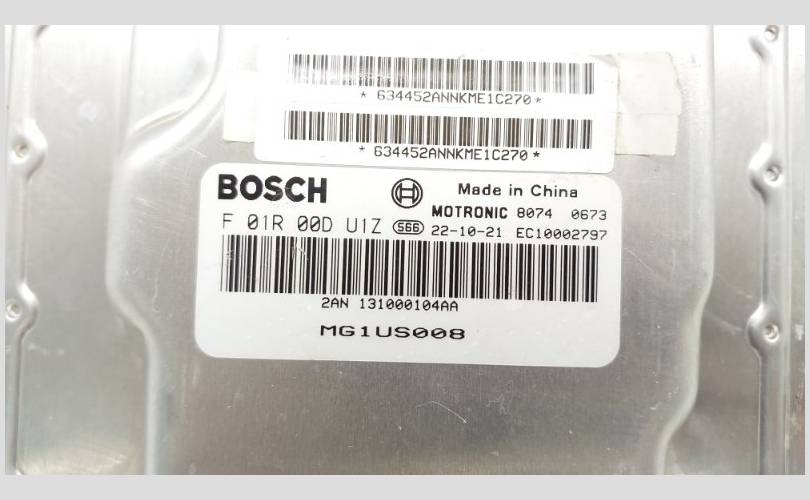 * 634452ANNKME1C270 *
* 634452ANNKME1C270 *
BOSCH Made in China
MOTRONIC 8074 0673
F 01R 00D U1Z 566 22-10-21 EC10002797
2AN 131000104AA
MG1US008